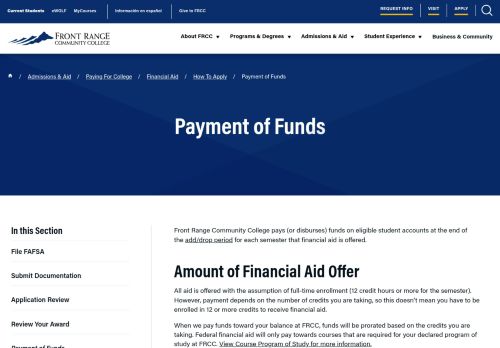 Current Students eWOLF MyCourses Información en español Give to FRCC REQUEST INFO VISIT APPLY
FRONT RANGE
COMMUNITY COLLEGE
About FRCC Programs & Degrees Admissions & Aid Student Experience Business & Community
/ Admissions & Aid / Paying For College / Financial Aid / How To Apply / Payment of Funds
Payment of Funds
In this Section
File FAFSA
Submit Documentation
Application Review
Review Your Award
Payment of Funds
Front Range Community College pays (or disburses) funds on eligible student accounts at the end of
the add/drop period for each semester that financial aid is offered.
Amount of Financial Aid Offer
All aid is offered with the assumption of full-time enrollment (12 credit hours or more for the semester).
However, payment depends on the number of credits you are taking, so this doesn't mean you have to be
enrolled in 12 or more credits to receive financial aid.
When we pay funds toward your balance at FRCC, funds will be prorated based on the credits you are
taking. Federal financial aid will only pay towards courses that are required for your declared program of
study at FRCC. View Course Program of Study for more information.